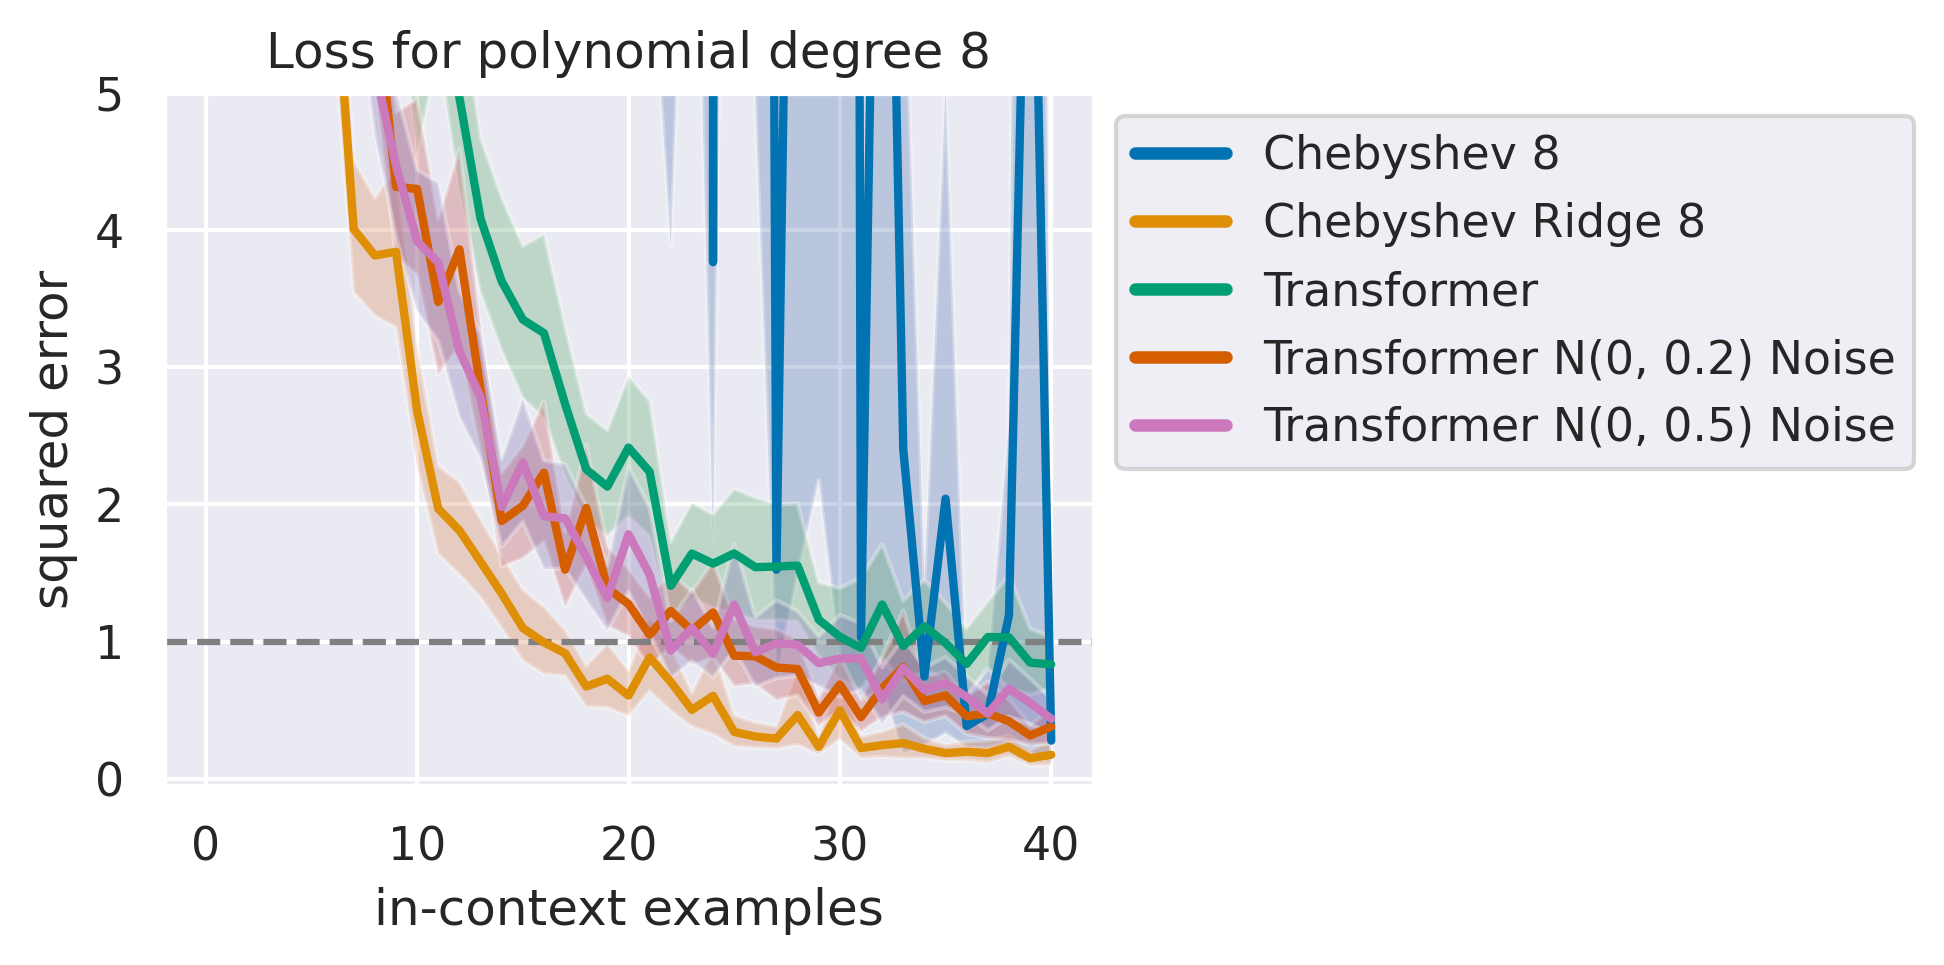 Loss for polynomial degree 8
squared error
5
4
3
2
1
0
0 10 20 30 40
in-context examples
Chebyshev 8
Chebyshev Ridge 8
Transformer
Transformer N(0, 0.2) Noise
Transformer N(0, 0.5) Noise